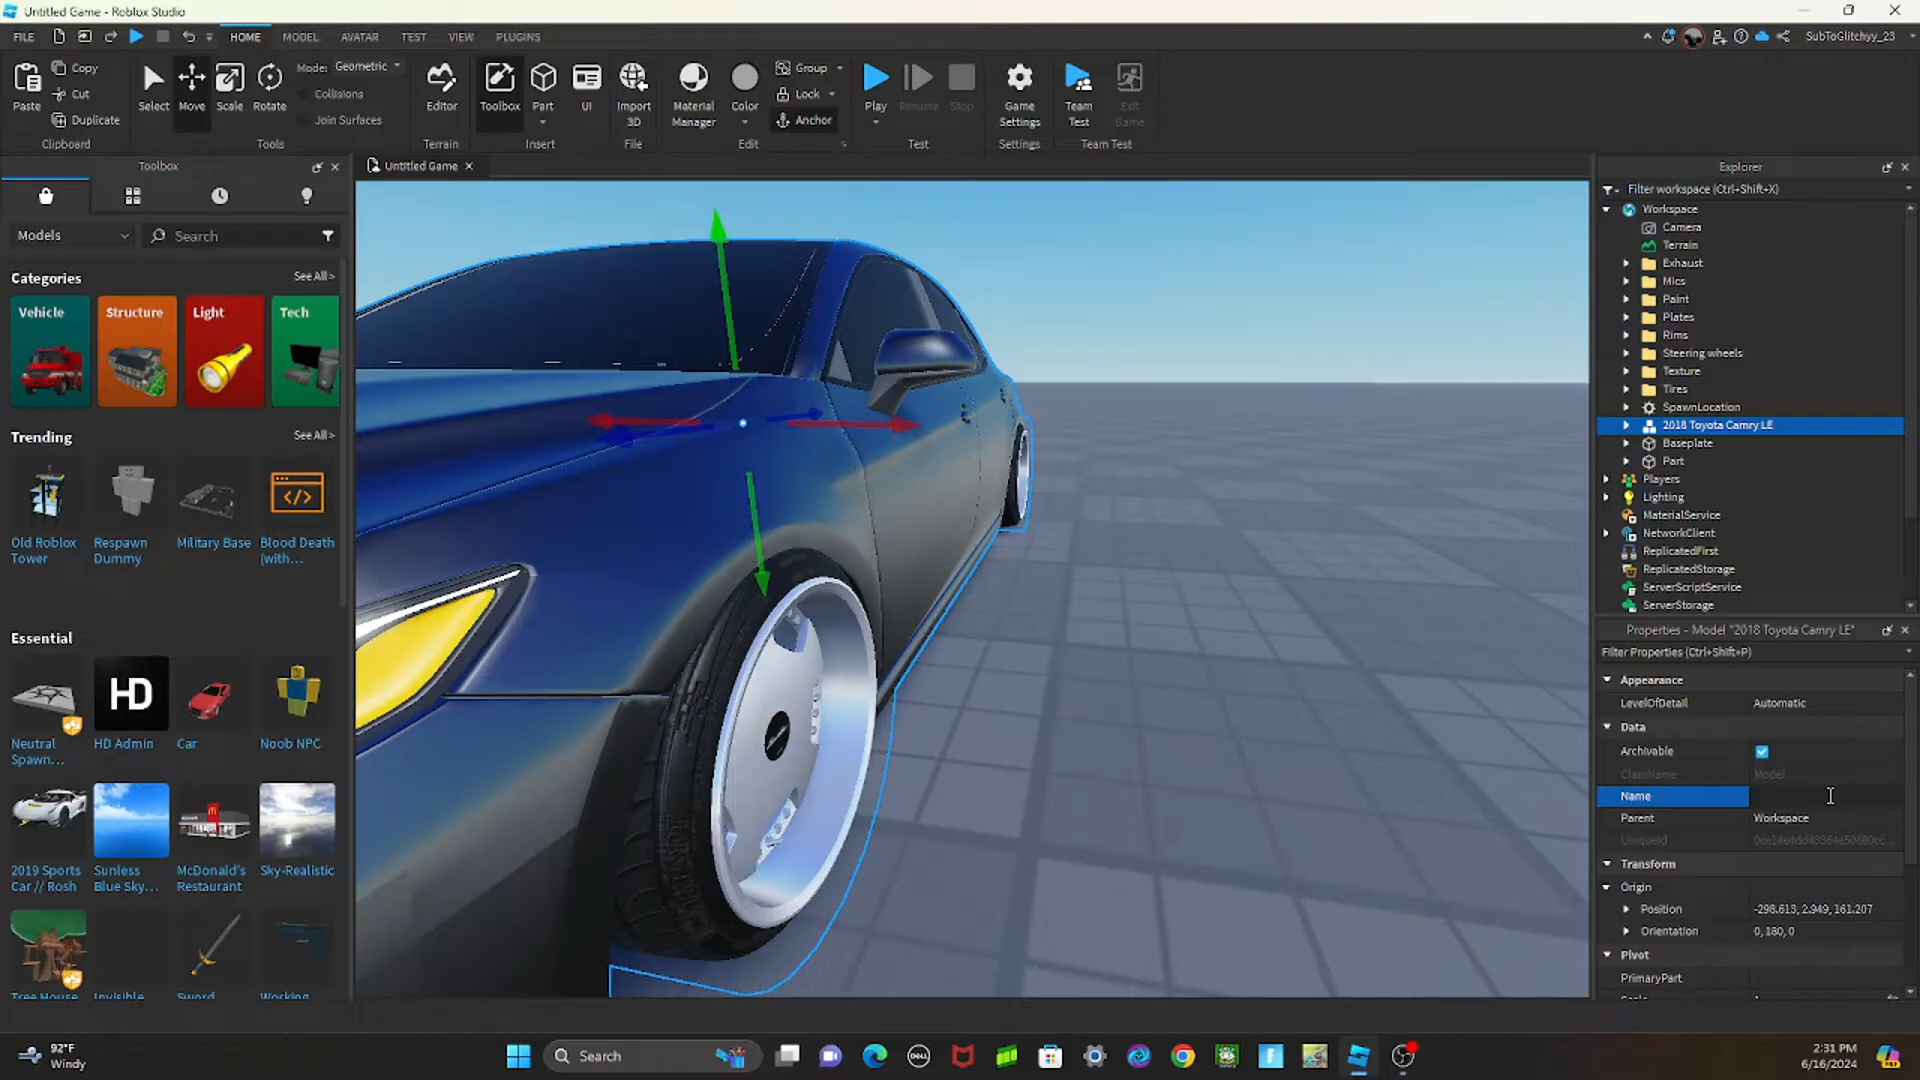 Untitled Game - Roblox Studio
FILE
HOME
MODEL
AVATAR
TEST
VIEW
PLUGINS
SubToGlitchyy_23
Paste
Copy
Cut
Duplicate
Clipboard
Select
Move
Scale
Rotate
Mode: Geometric
Collisions
Join Surfaces
Tools
Editor
Terrain
Toolbox
Part
UI
Insert
Import
3D
File
Material
Manager
Color
Group
Lock
Anchor
Edit
Play
Resume
Stop
Test
Game
Settings
Settings
Team
Test
Exit
Game
Team Test
Toolbox
Untitled Game
Models
Search
Categories
See All >
Vehicle
Structure
Light
Tech
Trending
See All >
Old Roblox
Tower
Respawn
Dummy
Military Base
Blood Death
(with...
Essential
HD
Neutral
Spawn...
HD Admin
Car
Noob NPC
2019 Sports
Car // Rosh
Sunless
Blue Sky...
McDonald's
Restaurant
Sky-Realistic
Tree House
Invisible
Sword
Working
Explorer
Filter workspace (Ctrl+Shift+X)
Workspace
Camera
Terrain
Exhaust
Mics
Paint
Plates
Rims
Steering wheels
Texture
Tires
SpawnLocation
2018 Toyota Camry LE
Baseplate
Part
Players
Lighting
MaterialService
NetworkClient
ReplicatedFirst
ReplicatedStorage
ServerScriptService
ServerStorage
Properties - Model "2018 Toyota Camry LE"
Filter Properties (Ctrl+Shift+P)
Appearance
LevelOfDetail Automatic
Data
Archivable
ClassName Model
Name
Parent Workspace
UniqueId
Transform
Origin
Position -298.613, 2.949, 161.207
Orientation 0, 180, 0
Pivot
PrimaryPart
Scale 1
92°F
Windy
Search
DELL
2:31 PM
6/16/2024